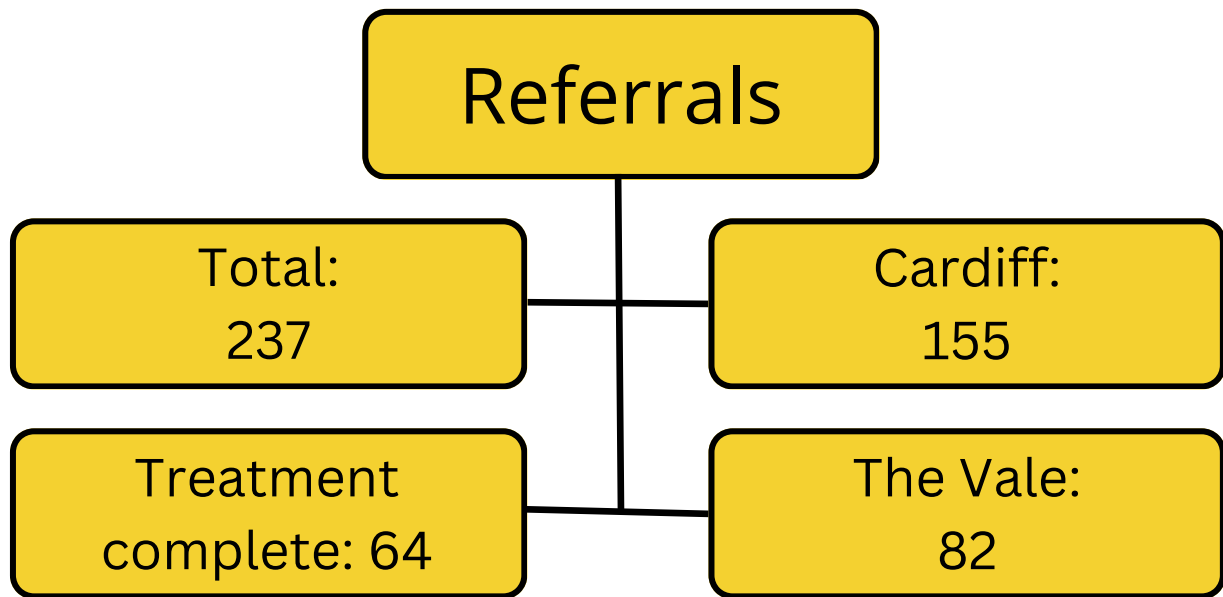 Referrals
Total:
237
Cardiff:
155
Treatment
complete: 64
The Vale:
82